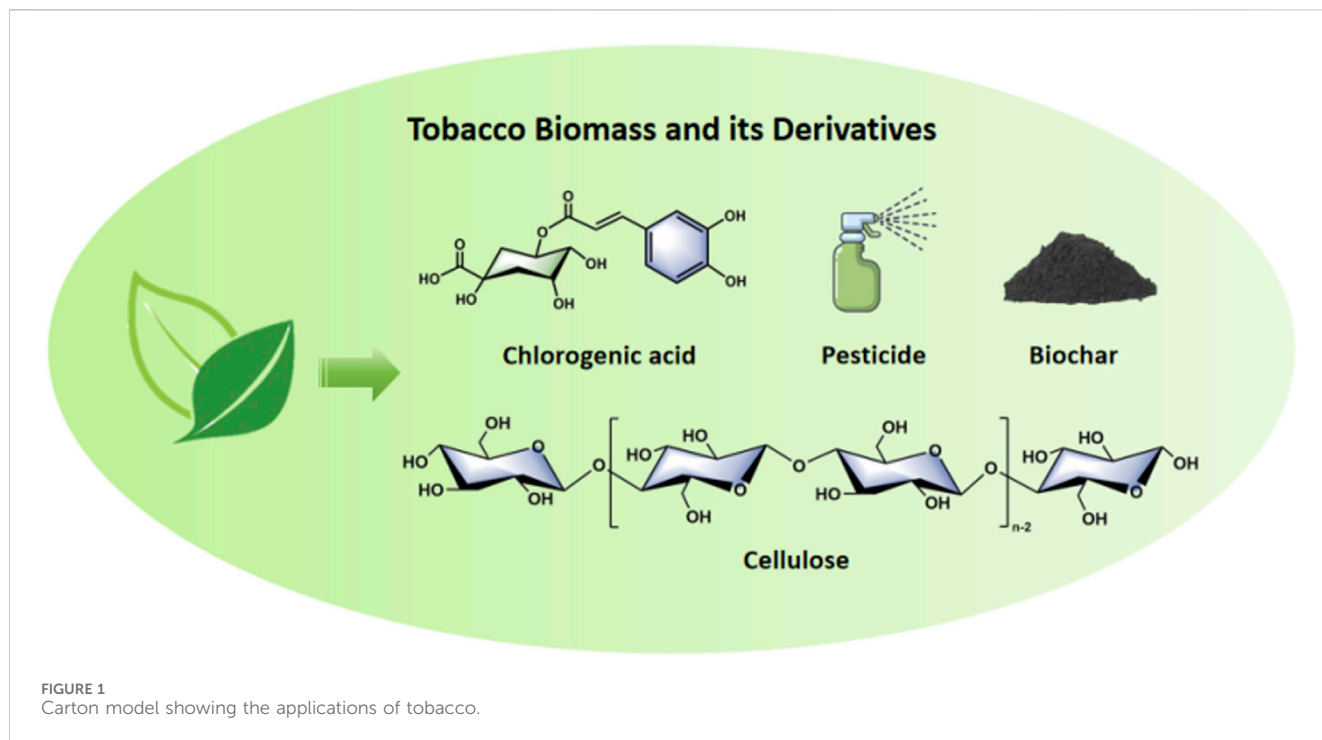 Tobacco Biomass and its Derivatives
O
O
O
HO
HO
OH
OH
OH
OH
Chlorogenic acid
Pesticide
Biochar
OH
HO
HO
O
OH
O
HO
HO
O
OH
O
OH
HO
O
OH
O
n-2
HO
HO
O
OH
OH
Cellulose
FIGURE 1
Carton model showing the applications of tobacco.